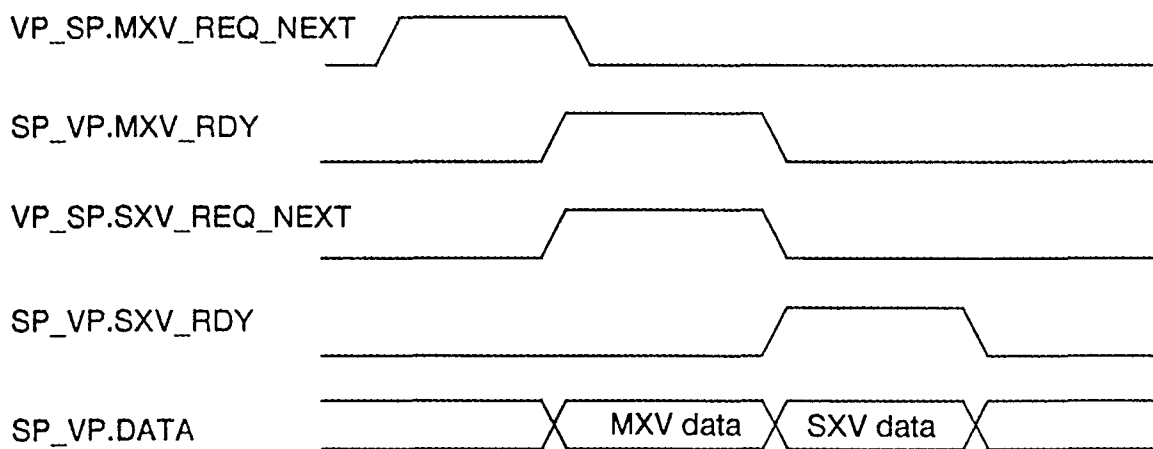 VP_SP.MXV_REQ_NEXT
SP_VP.MXV_RDY
VP_SP.SXV_REQ_NEXT
SP_VP.SXV_RDY
SP_VP.DATA MXV data SXV data